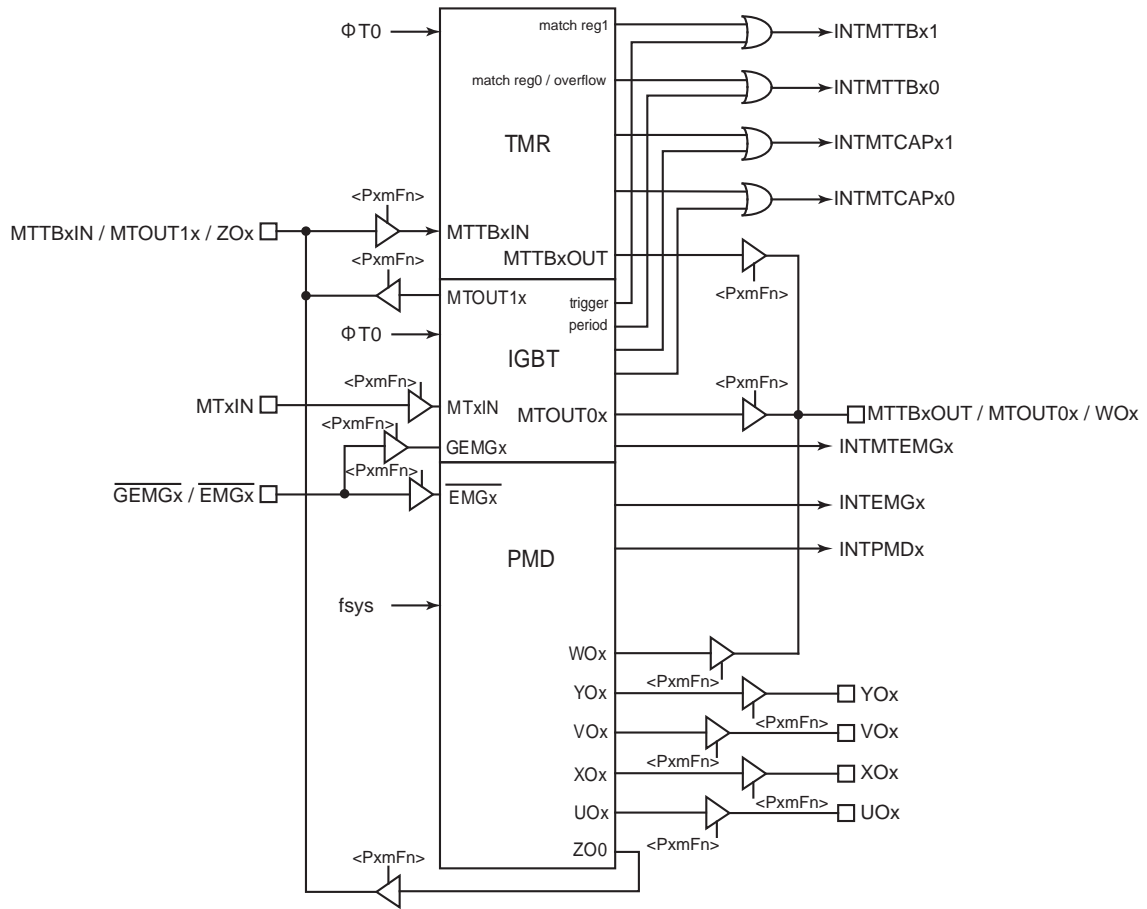 ΦT0
match reg1
INTMTTBx1
match reg0 / overflow
INTMTTBx0
TMR
INTMTCAPx1
<PxmFn>
INTMTCAPx0
MTTBxIN / MTOUT1x / ZOx
MTTBxIN
MTTBxOUT
<PxmFn>
<PxmFn>
MTOUT1x
trigger
period
ΦT0
IGBT
<PxmFn>
<PxmFn>
MTxIN
MTxIN
MTOUT0x
MTTBxOUT / MTOUT0x / WOx
<PxmFn>
GEMGx
INTMTEMGx
<PxmFn>
GEMGx / EMGx
EMGx
INTEMGx
PMD
INTPMDx
fsys
WOx
<PxmFn>
YOx
YOx
<PxmFn>
VOx
VOx
<PxmFn>
XOx
XOx
<PxmFn>
UOx
UOx
<PxmFn>
ZO0
<PxmFn>